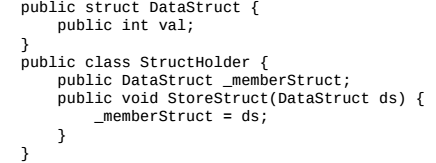 public struct DataStruct {
    public int val;
}
public class StructHolder {
    public DataStruct _memberStruct;
    public void StoreStruct(DataStruct ds) {
        _memberStruct = ds;
    }
}